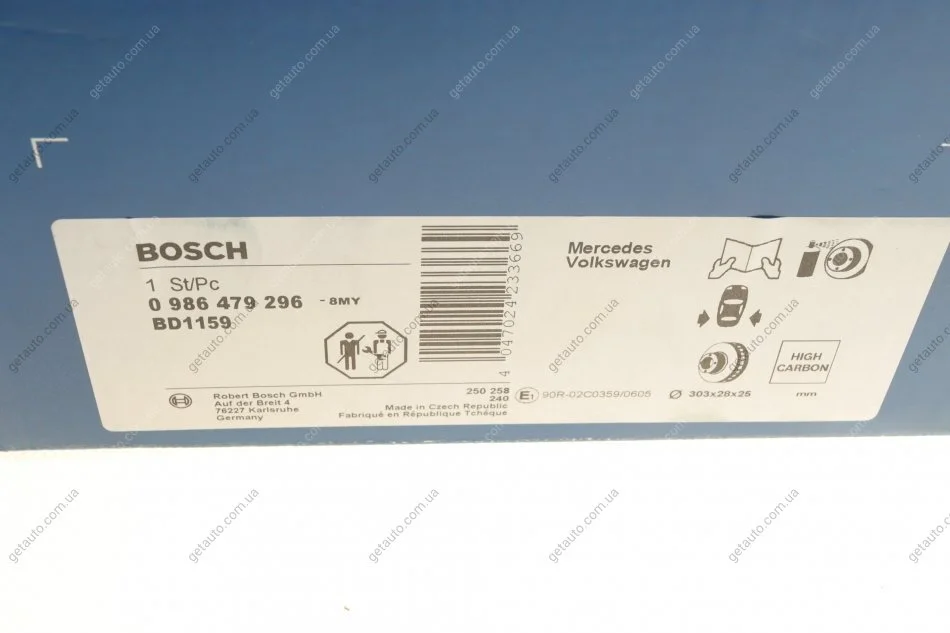 BOSCH
1 St/Pc
0 986 479 296 - 8MY
BD1159
4 047024 233669
Mercedes
Volkswagen
HIGH
CARBON
Robert Bosch GmbH
Auf der Breit 4
76227 Karlsruhe
Germany
250 258
240
Made in Czech Republic
Fabriqué en République Tchèque
E1 90R-02C0359/0605
Ø 303x28x25 mm
getauto.com.ua